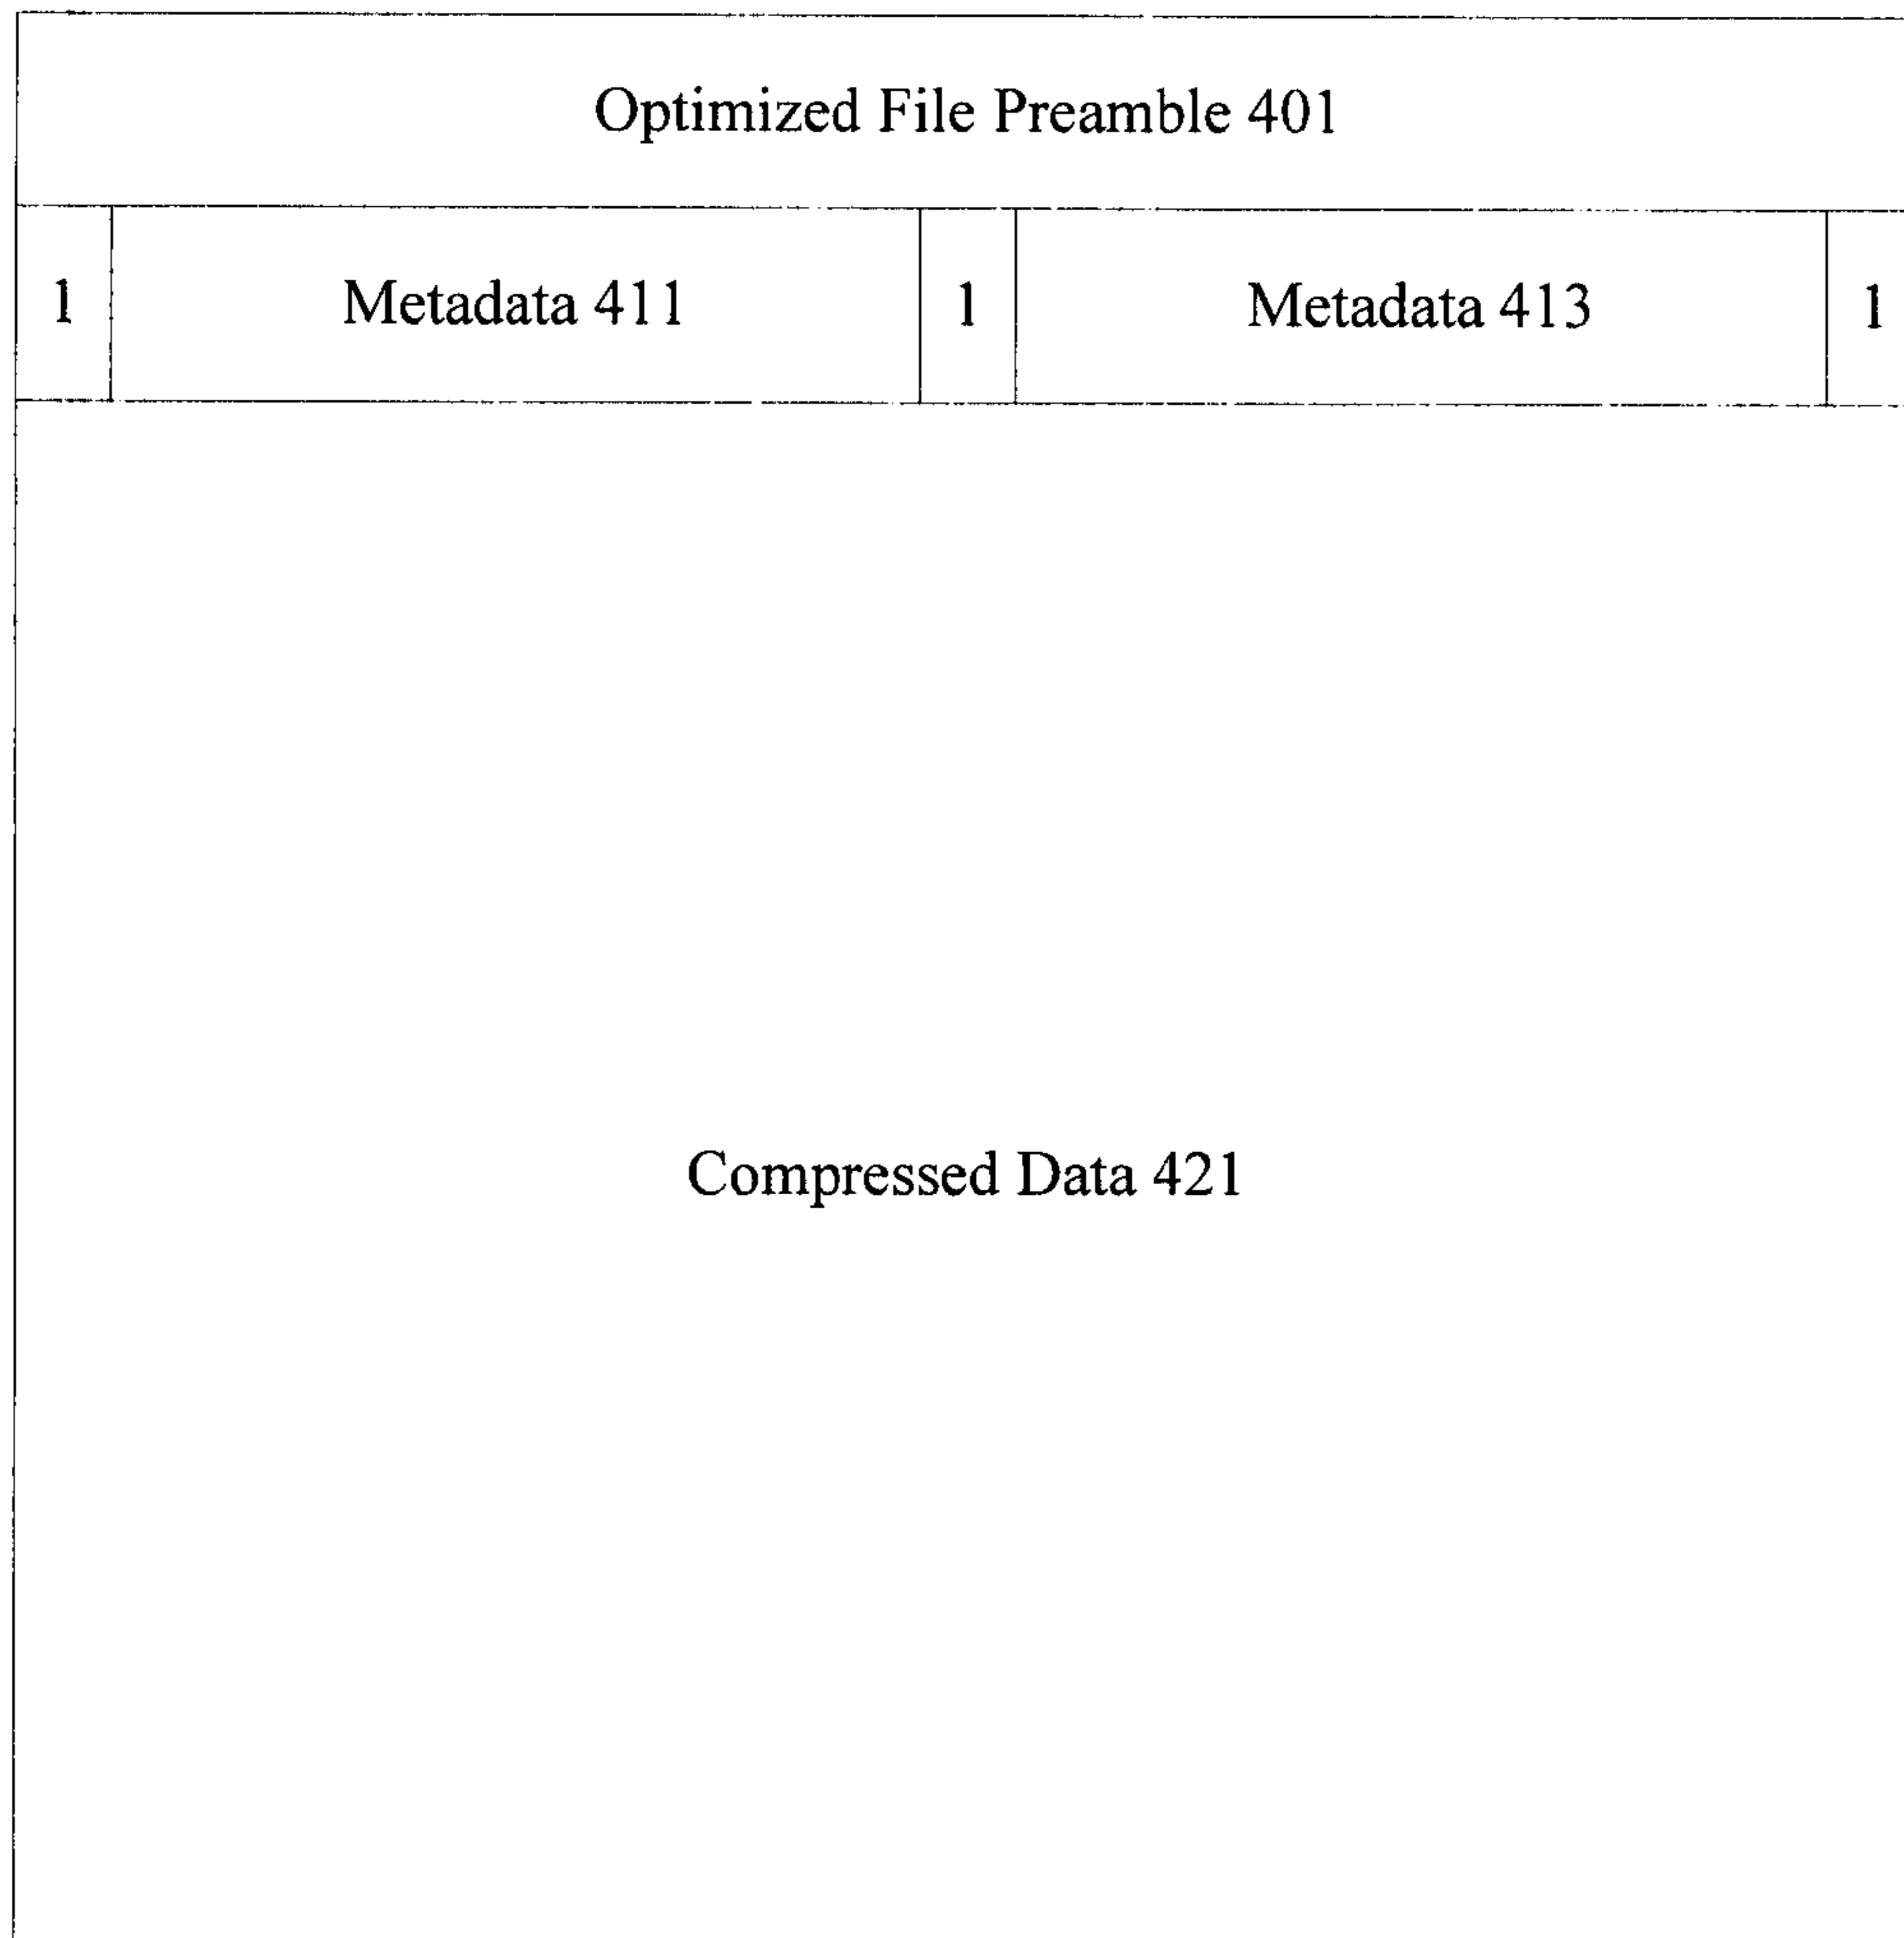 Optimized File Preamble 401
1 Metadata 411 1 Metadata 413 1
Compressed Data 421